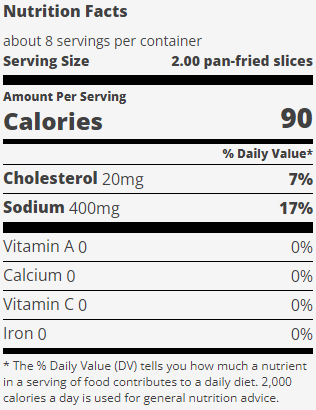 Nutrition Facts
about 8 servings per container
Serving Size 2.00 pan-fried slices
Amount Per Serving
Calories 90
% Daily Value*
Cholesterol 20mg 7%
Sodium 400mg 17%
Vitamin A 0 0%
Calcium 0 0%
Vitamin C 0 0%
Iron 0 0%
* The % Daily Value (DV) tells you how much a nutrient
in a serving of food contributes to a daily diet. 2,000
calories a day is used for general nutrition advice.